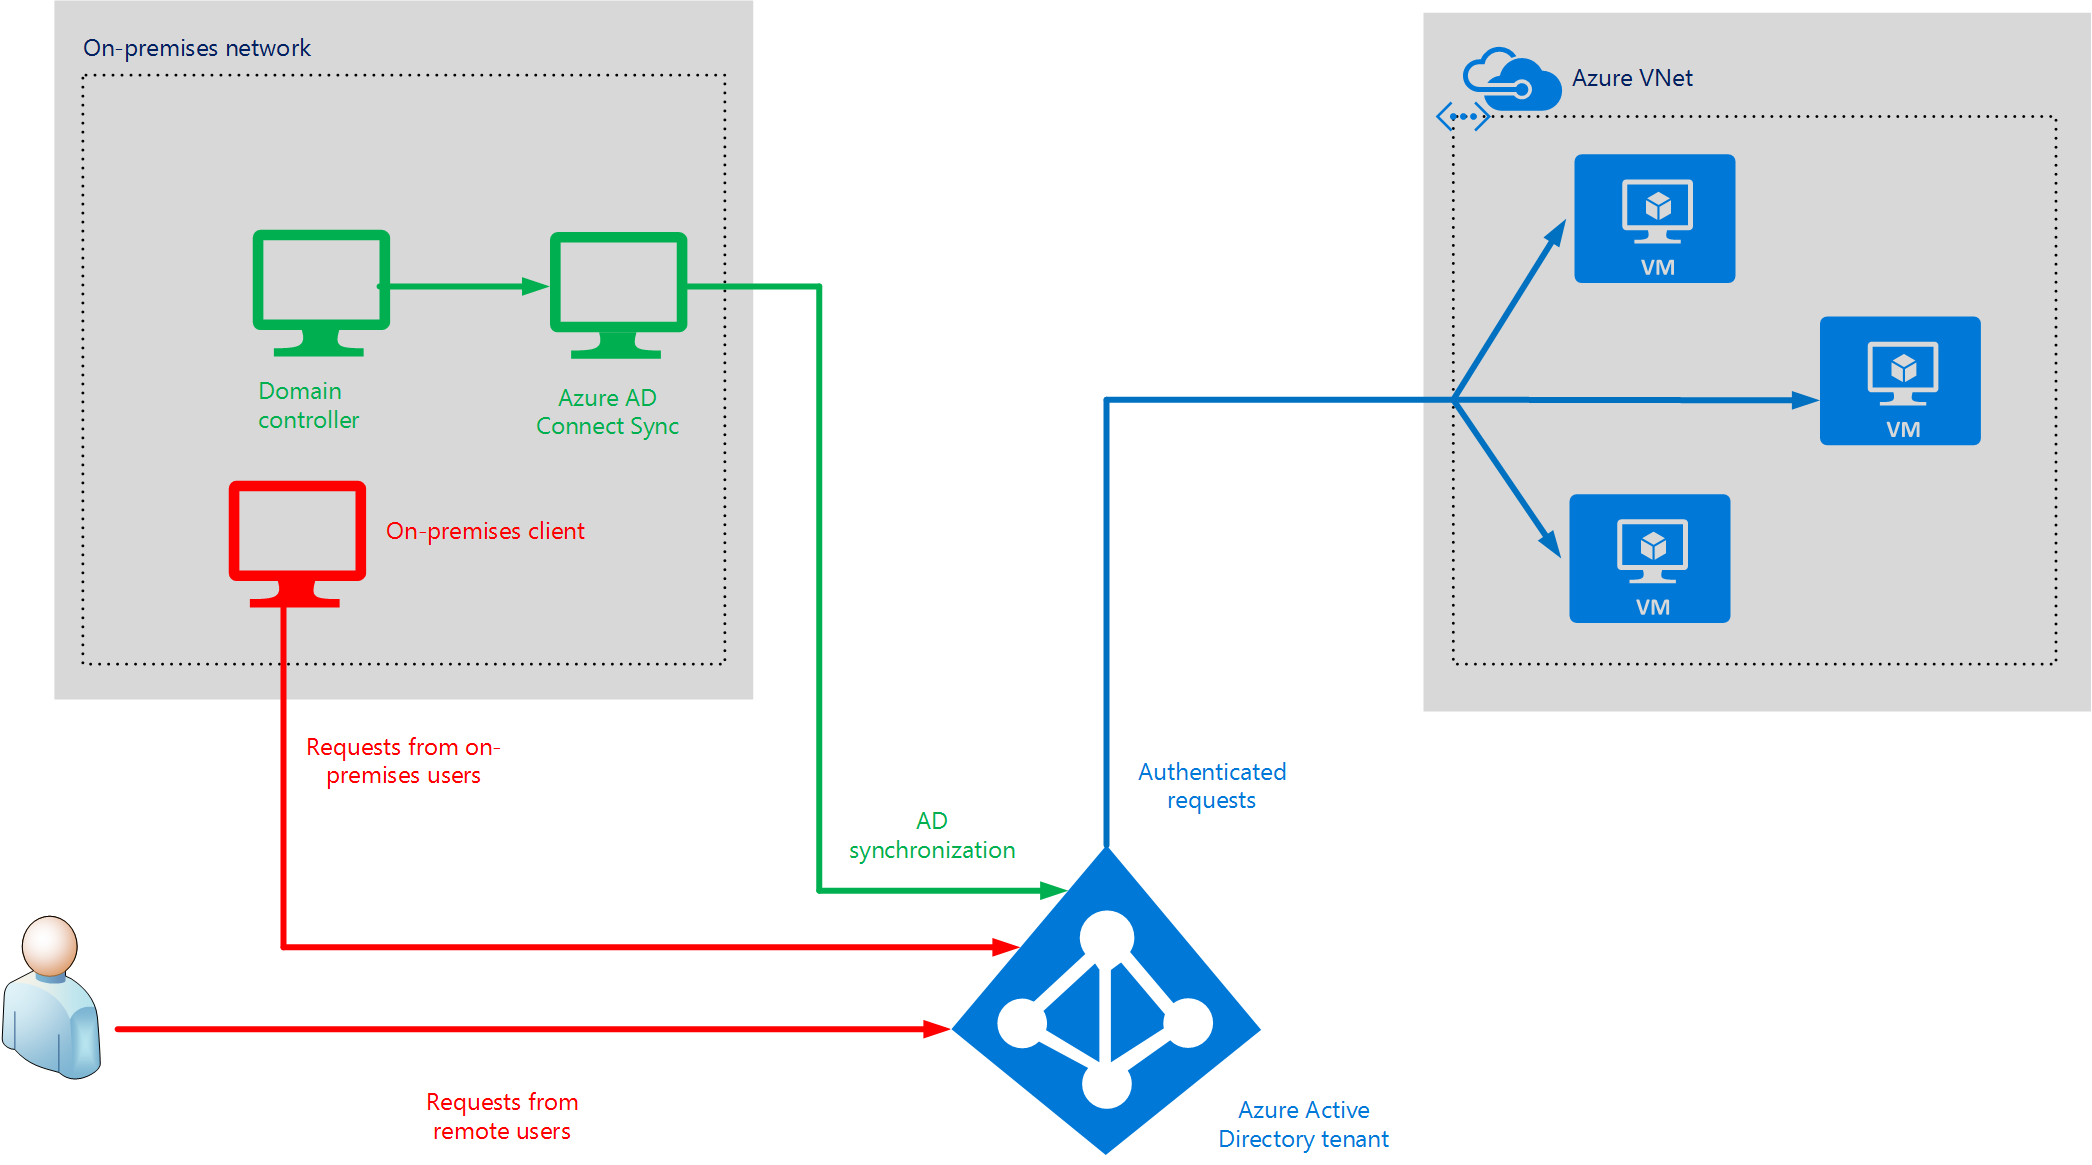 On-premises network
Azure VNet
VM
VM
Domain
controller
Azure AD
Connect Sync
On-premises client
VM
Requests from on-
premises users
Authenticated
requests
AD
synchronization
Requests from
remote users
Azure Active
Directory tenant